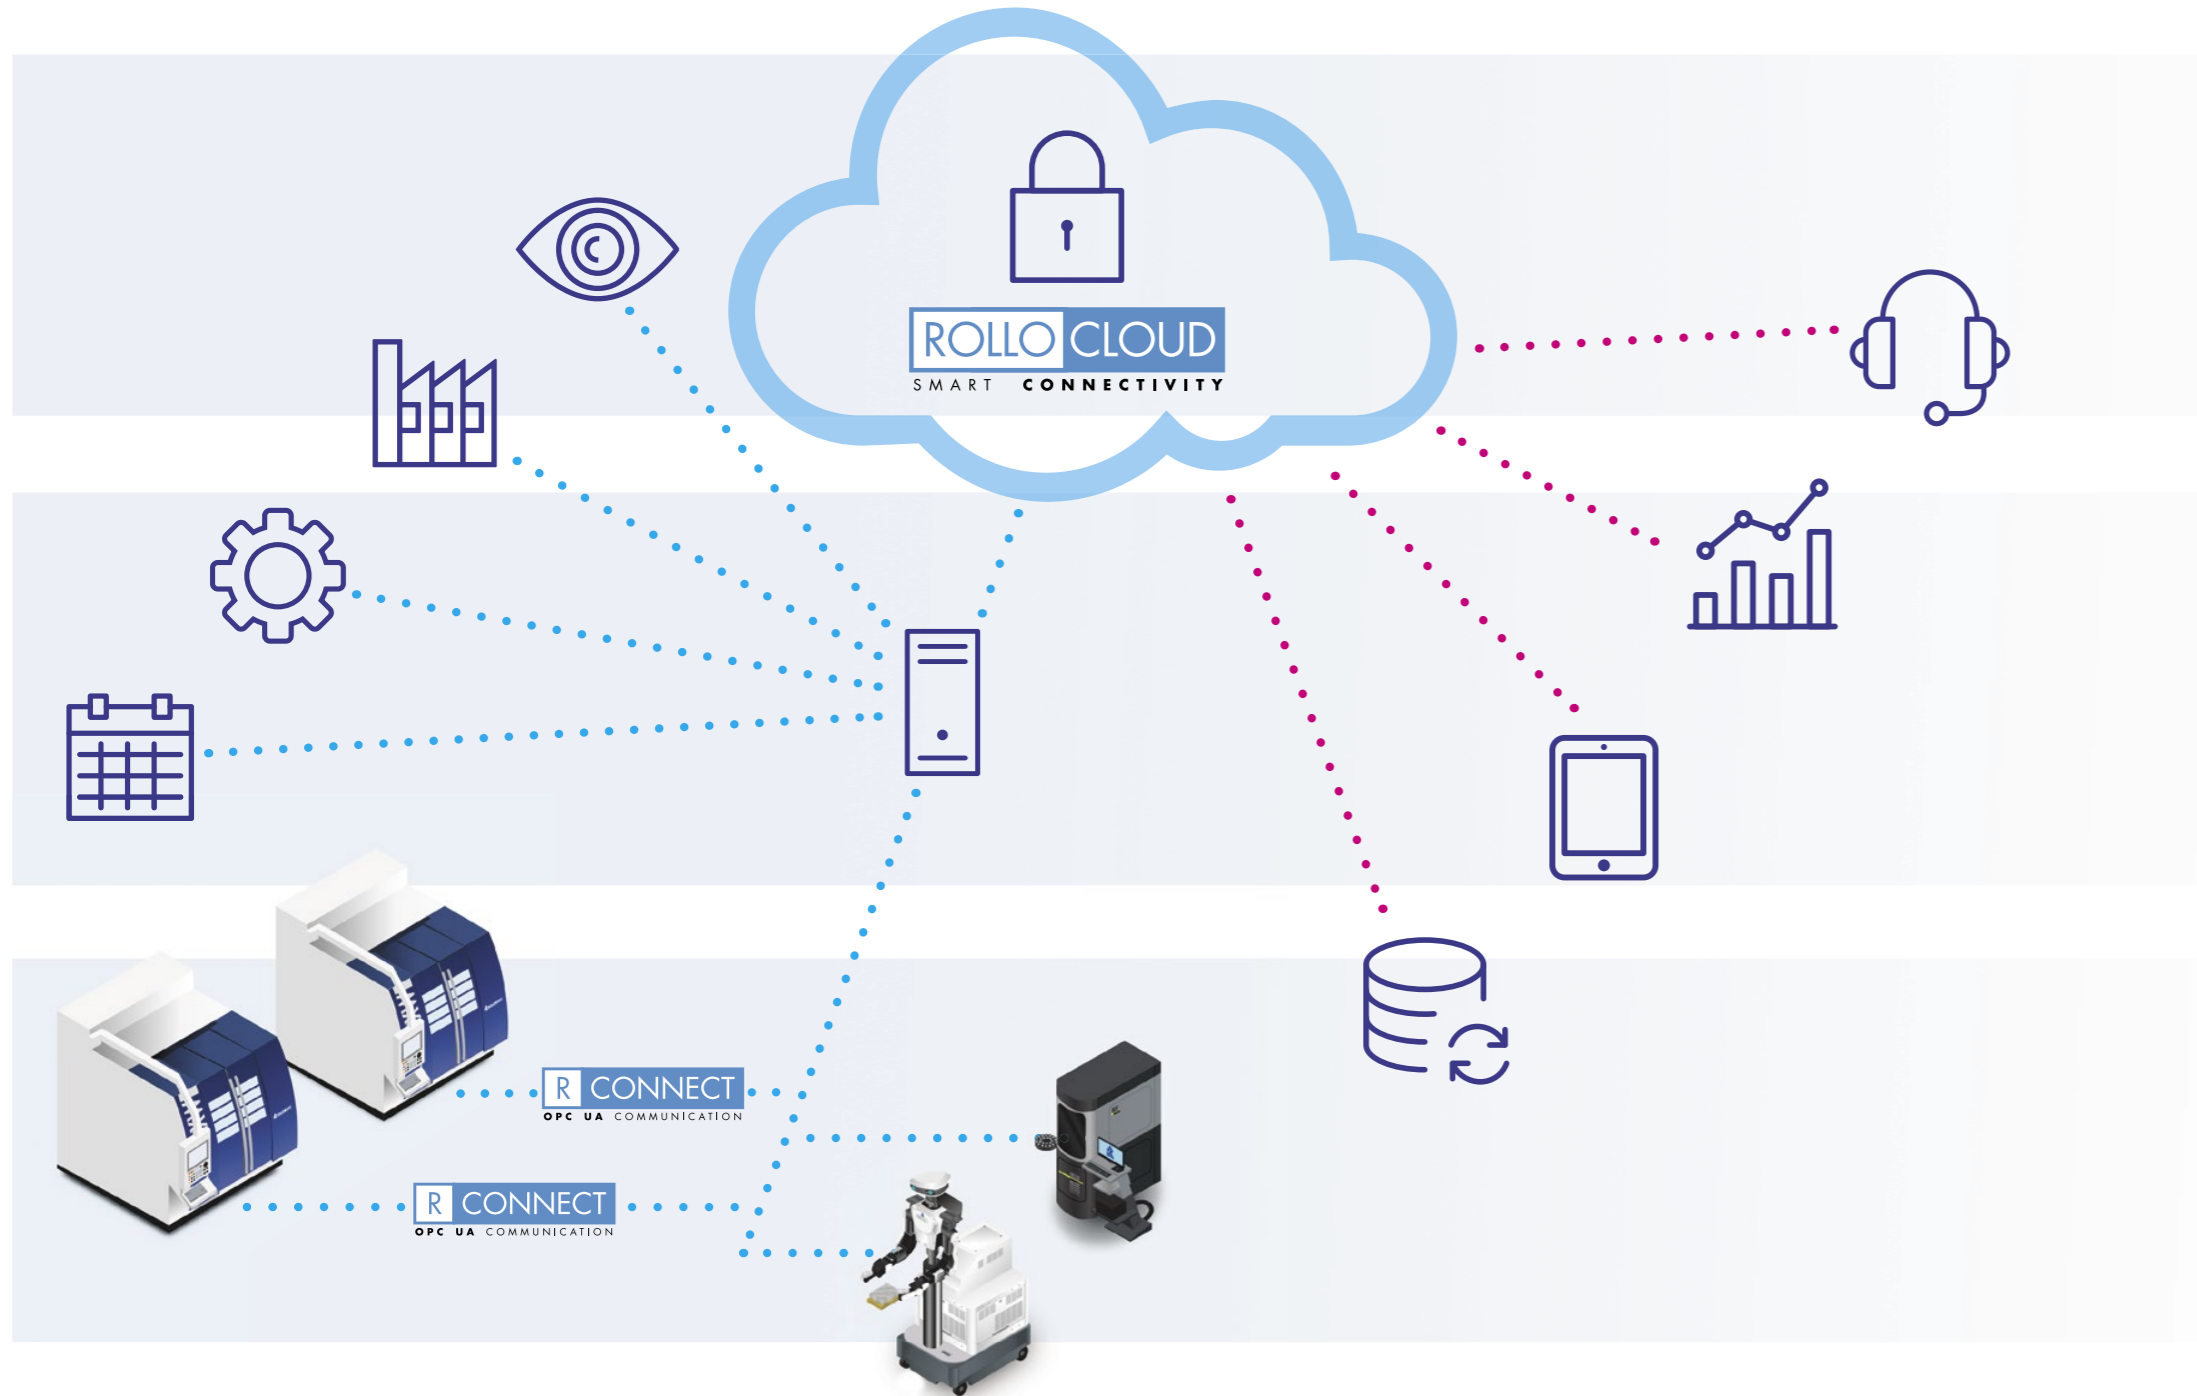 ROLLO CLOUD
SMART CONNECTIVITY
R CONNECT
OPC UA COMMUNICATION
R CONNECT
OPC UA COMMUNICATION